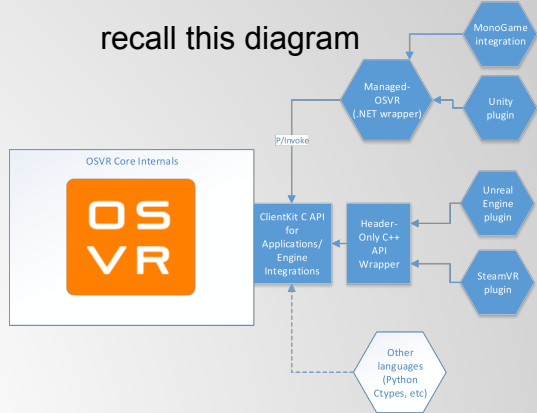 recall this diagram
MonoGame
integration
Managed-
OSVR
(.NET wrapper)
Unity
plugin
P/Invoke
OSVR Core Internals
OS
VR
ClientKit C API
for
Applications/
Engine
Integrations
Header-
Only C++
API
Wrapper
Unreal
Engine
plugin
SteamVR
plugin
Other
languages
(Python
Ctypes, etc)